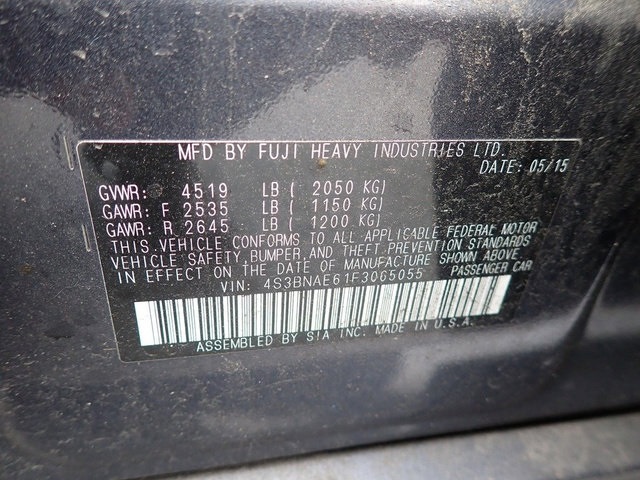 MFD BY FUJI HEAVY INDUSTRIES LTD.
DATE: 05/15
GVWR: 4519 LB ( 2050 KG)
GAWR: F 2535 LB ( 1150 KG)
GAWR: R 2645 LB ( 1200 KG)
THIS VEHICLE CONFORMS TO ALL APPLICABLE FEDERAL MOTOR
VEHICLE SAFETY, BUMPER, AND THEFT PREVENTION STANDARDS
IN EFFECT ON THE DATE OF MANUFACTURE SHOWN ABOVE.
VIN: 4S3BNAE61F3065055 PASSENGER CAR
ASSEMBLED BY SIA INC. MADE IN U.S.A.